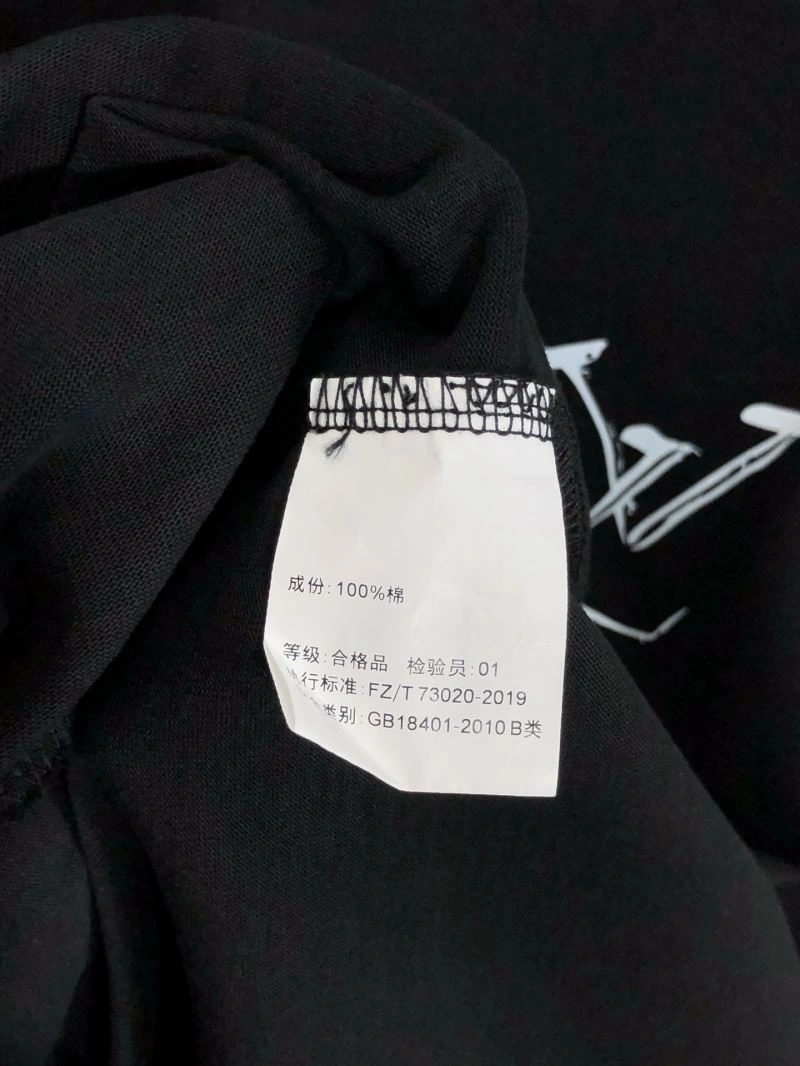 成份:100%棉
等级:合格品 检验员:01
行标准:FZ/T 73020-2019
类别:GB18401-2010 B类